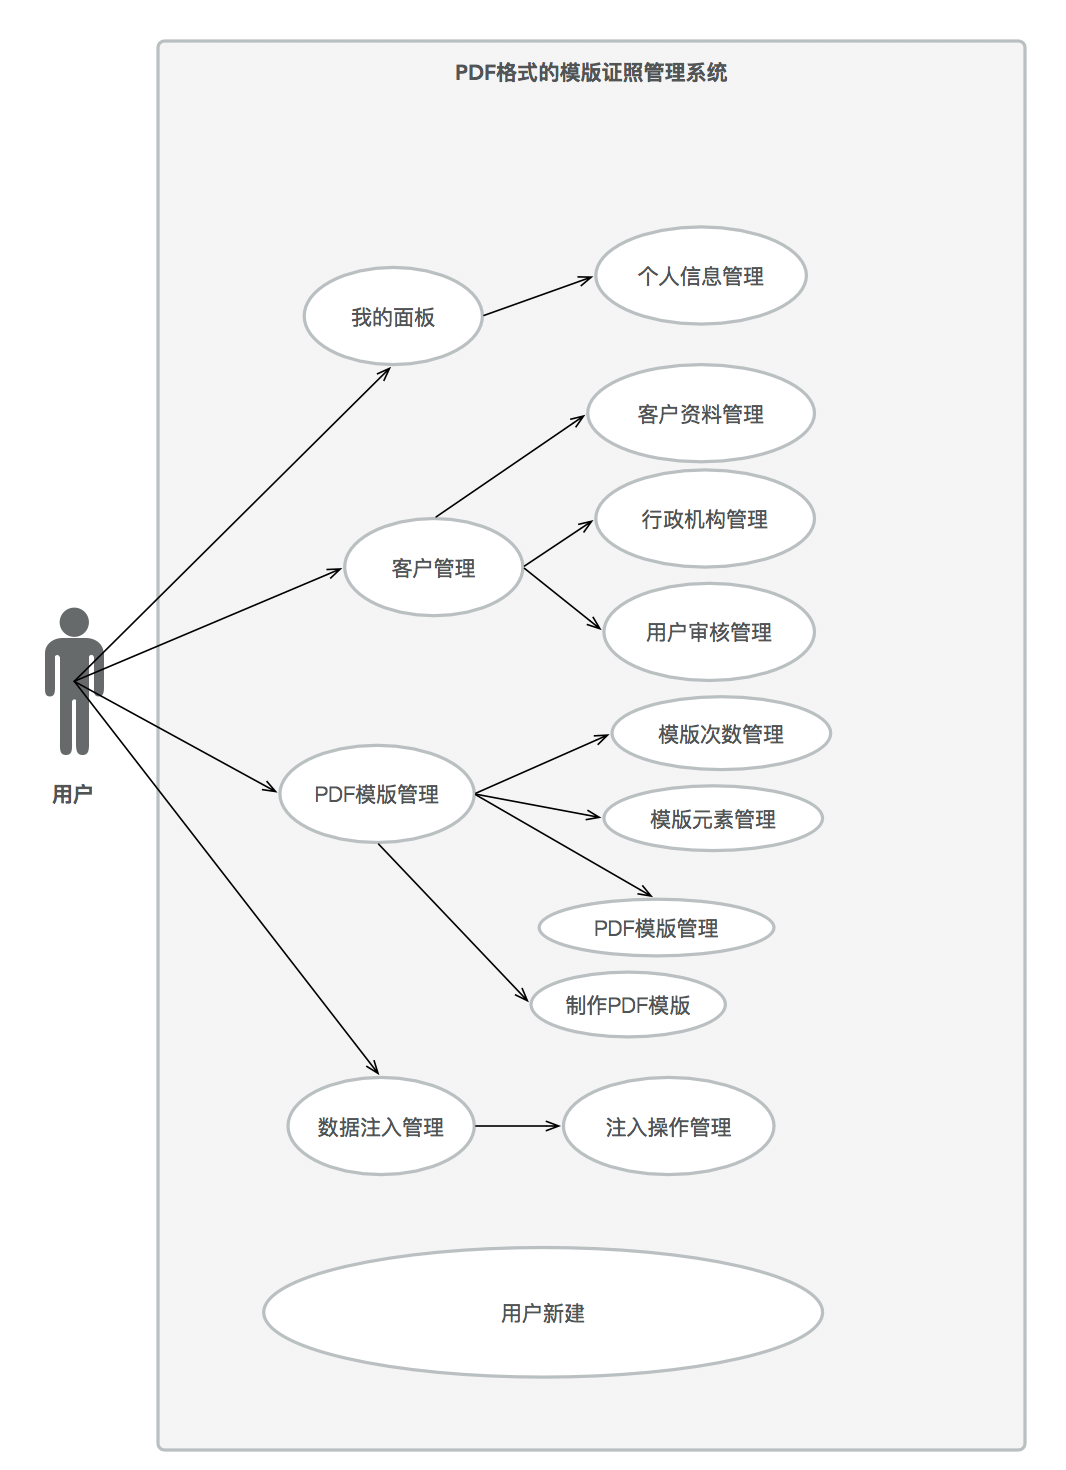 PDF格式的模版证照管理系统
个人信息管理
我的面板
客户资料管理
行政机构管理
客户管理
用户审核管理
模版次数管理
用户
PDF模版管理
模版元素管理
PDF模版管理
制作PDF模版
数据注入管理
注入操作管理
用户新建